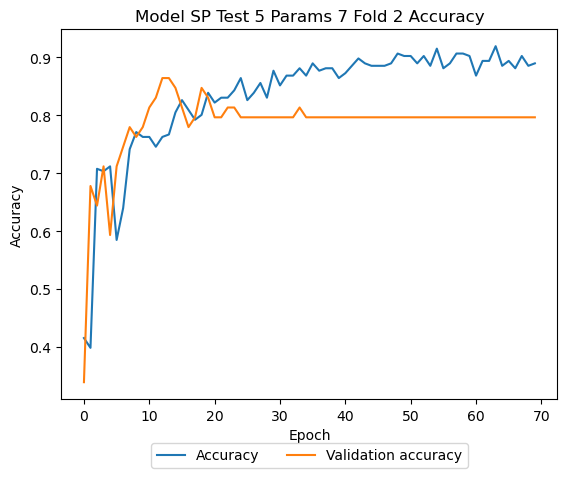 Model SP Test 5 Params 7 Fold 2 Accuracy
Accuracy
0.9
0.8
0.7
0.6
0.5
0.4
0 10 20 30 40 50 60 70
Epoch
Accuracy Validation accuracy